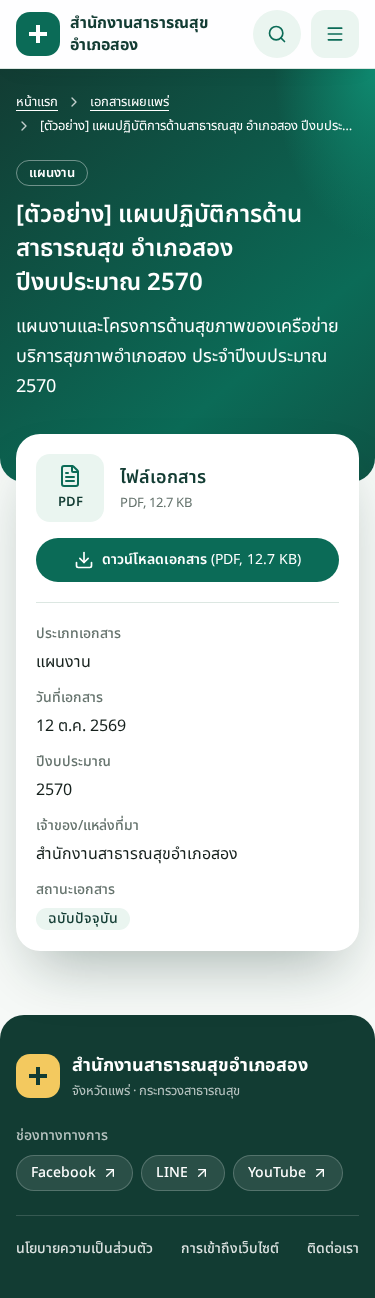 สำนักงานสาธารณสุข
อำเภอสอง
หน้าแรก
เอกสารเผยแพร่
[ตัวอย่าง] แผนปฏิบัติการด้านสาธารณสุข อำเภอสอง ปีงบประ...
แผนงาน
[ตัวอย่าง] แผนปฏิบัติการด้าน
สาธารณสุข อำเภอสอง
ปีงบประมาณ 2570
แผนงานและโครงการด้านสุขภาพของเครือข่าย
บริการสุขภาพอำเภอสอง ประจำปีงบประมาณ
2570
PDF
ไฟล์เอกสาร
PDF, 12.7 KB
ดาวน์โหลดเอกสาร (PDF, 12.7 KB)
ประเภทเอกสาร
แผนงาน
วันที่เอกสาร
12 ต.ค. 2569
ปีงบประมาณ
2570
เจ้าของ/แหล่งที่มา
สำนักงานสาธารณสุขอำเภอสอง
สถานะเอกสาร
ฉบับปัจจุบัน
สำนักงานสาธารณสุขอำเภอสอง
จังหวัดแพร่ · กระทรวงสาธารณสุข
ช่องทางทางการ
Facebook
LINE
YouTube
นโยบายความเป็นส่วนตัว
การเข้าถึงเว็บไซต์
ติดต่อเรา